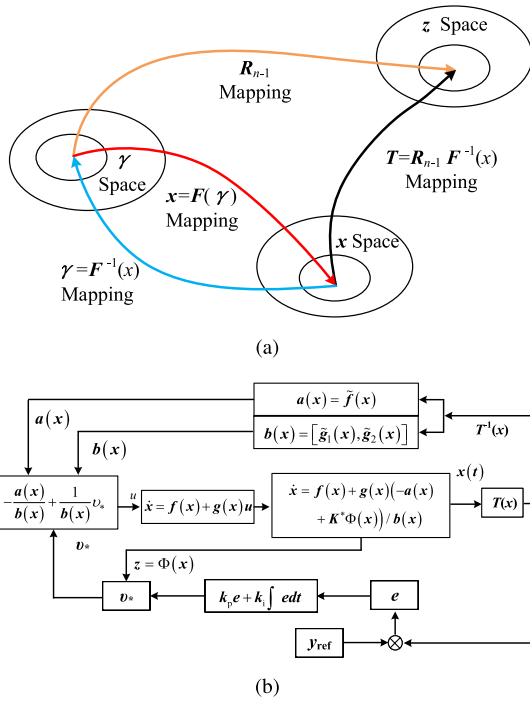 z Space
R_{n-1}
Mapping
γ
Space
T=R_{n-1} F^{-1}(x)
Mapping
x=F(γ)
Mapping
x Space
γ=F^{-1}(x)
Mapping
(a)
a(x) = f̃(x)
a(x)
b(x) = [g̃_1(x), g̃_2(x)]
T^{-1}(x)
b(x)
x(t)
-a(x)/b(x) + 1/b(x) υ_*
u
ẋ = f(x) + g(x)u
ẋ = f(x) + g(x)(-a(x)
+ K^*Φ(x))/b(x)
T(x)
υ_*
z = Φ(x)
υ_*
k_p e + k_i ∫ edt
e
y_ref
(b)